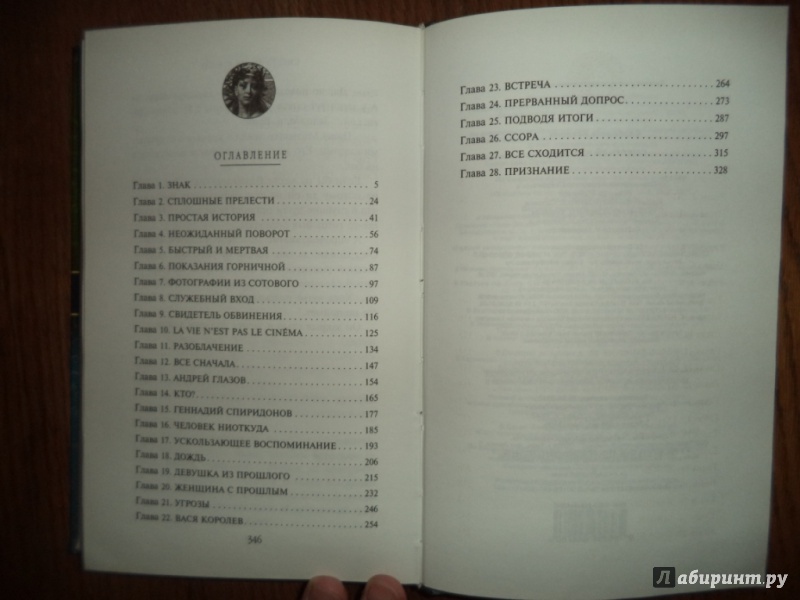 ОГЛАВЛЕНИЕ
Глава 1. ЗНАК 5
Глава 2. СПЛОШНЫЕ ПРЕЛЕСТИ 24
Глава 3. ПРОСТАЯ ИСТОРИЯ 41
Глава 4. НЕОЖИДАННЫЙ ПОВОРОТ 56
Глава 5. БЫСТРЫЙ И МЕРТВАЯ 74
Глава 6. ПОКАЗАНИЯ ГОРНИЧНОЙ 87
Глава 7. ФОТОГРАФИИ ИЗ СОТОВОГО 97
Глава 8. СЛУЖЕБНЫЙ ВХОД 109
Глава 9. СВИДЕТЕЛЬ ОБВИНЕНИЯ 116
Глава 10. LA VIE N'EST PAS LE CINÉMA 125
Глава 11. РАЗОБЛАЧЕНИЕ 134
Глава 12. ВСЕ СНАЧАЛА 147
Глава 13. АНДРЕЙ ГЛАЗОВ 154
Глава 14. КТО? 165
Глава 15. ГЕННАДИЙ СПИРИДОНОВ 177
Глава 16. ЧЕЛОВЕК НИОТКУДА 185
Глава 17. УСКОЛЬЗАЮЩЕЕ ВОСПОМИНАНИЕ 193
Глава 18. ДОЖДЬ 206
Глава 19. ДЕВУШКА ИЗ ПРОШЛОГО 215
Глава 20. ЖЕНЩИНА С ПРОШЛЫМ 232
Глава 21. УГРОЗЫ 246
Глава 22. ВАСЯ КОРОЛЕВ 254
346
Глава 23. ВСТРЕЧА 264
Глава 24. ПРЕРВАННЫЙ ДОПРОС 273
Глава 25. ПОДВОДЯ ИТОГИ 287
Глава 26. ССОРА 297
Глава 27. ВСЕ СХОДИТСЯ 315
Глава 28. ПРИЗНАНИЕ 328
Лабиринт.ру